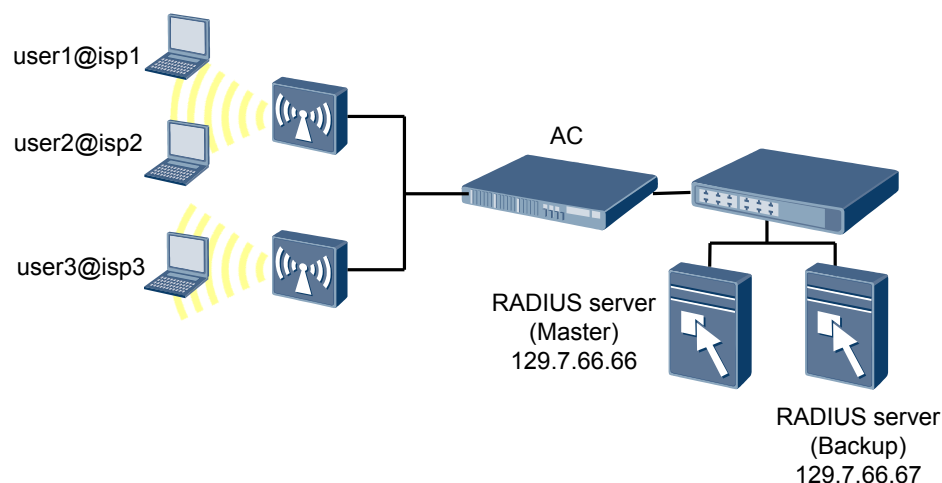 user1@isp1
user2@isp2
user3@isp3
AC
RADIUS server
(Master)
129.7.66.66
RADIUS server
(Backup)
129.7.66.67